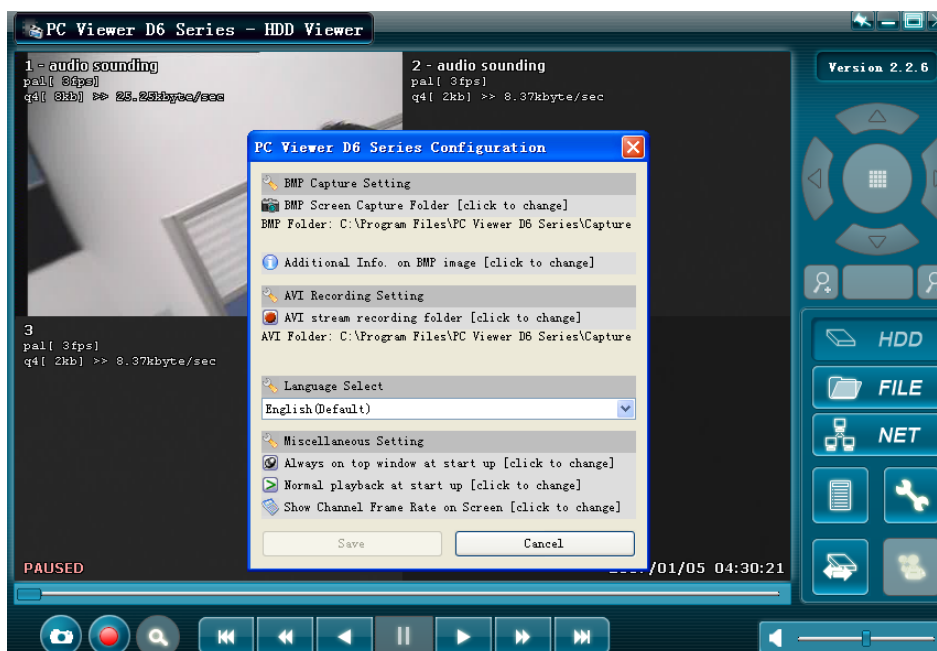 PC Viewer D6 Series - HDD Viewer
1 - audio sounding
pal[ 3fps]
q4[ 8kb] >> 25.25kbyte/sec
2 - audio sounding
pal[ 3fps]
q4[ 2kb] >> 8.37kbyte/sec
Version 2.2.6
PC Viewer D6 Series Configuration
BMP Capture Setting
BMP Screen Capture Folder [click to change]
BMP Folder: C:\Program Files\PC Viewer D6 Series\Capture
Additional Info. on BMP image [click to change]
AVI Recording Setting
AVI stream recording folder [click to change]
AVI Folder: C:\Program Files\PC Viewer D6 Series\Capture
3
pal[ 3fps]
q4[ 2kb] >> 8.37kbyte/sec
Language Select
English(Default)
Miscellaneous Setting
Always on top window at start up [click to change]
Normal playback at start up [click to change]
Show Channel Frame Rate on Screen [click to change]
Save
Cancel
HDD
FILE
NET
PAUSED
/01/05 04:30:21